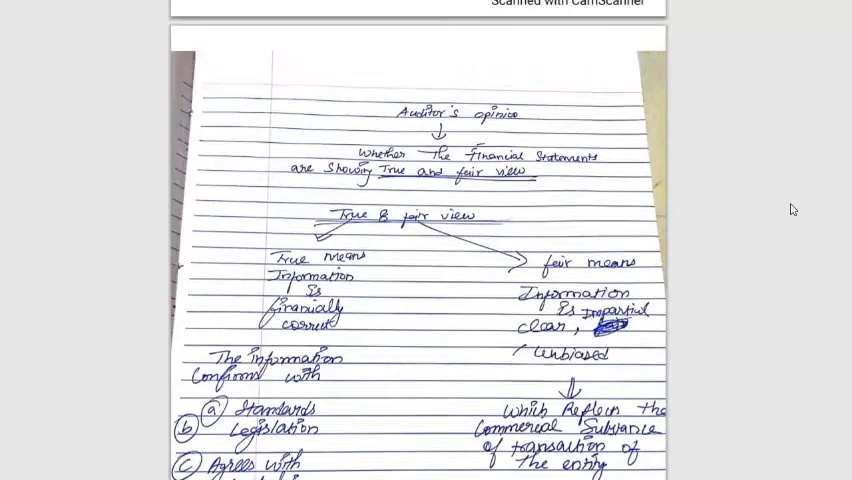 Scanned with CamScanner
Auditor's opinion
Whether The Financial Statements
are showing True and fair view
True & fair view
True means
Information
is
financially
correct
The information
Confirms with
(a) Standards
(b) Legislation
(c) Agrees with
fair means
Information
is Impartial
clear,
/ unbiased
which Reflects the
Commercial Substance
of transaction of
The entity